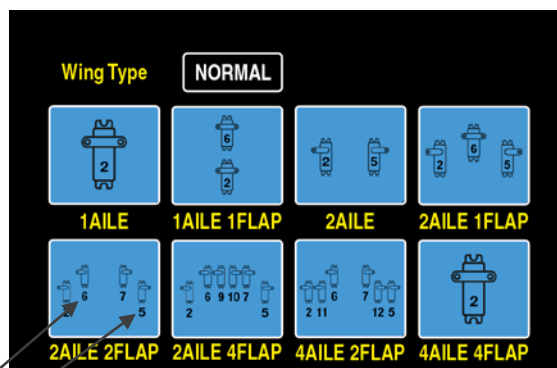 Wing Type NORMAL
2 6 2 2 5 2 6 5
1AILE 1AILE 1FLAP 2AILE 2AILE 1FLAP
6 7 5 2 6 9 10 7 5 2 11 6 7 12 5 2
2AILE 2FLAP 2AILE 4FLAP 4AILE 2FLAP 4AILE 4FLAP